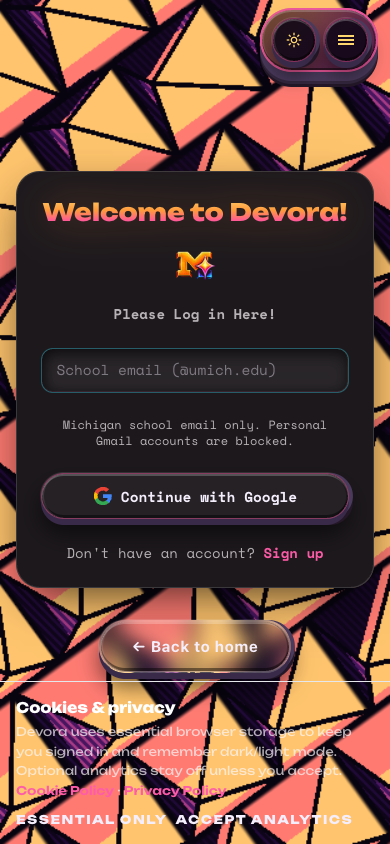 Welcome to Devora!
M
Please Log in Here!
School email (@umich.edu)
Michigan school email only. Personal
Gmail accounts are blocked.
Continue with Google
Don't have an account? Sign up
← Back to home
Cookies & privacy
Devora uses essential browser storage to keep
you signed in and remember dark/light mode.
Optional analytics stay off unless you accept.
Cookie Policy · Privacy Policy
ESSENTIAL ONLY ACCEPT ANALYTICS